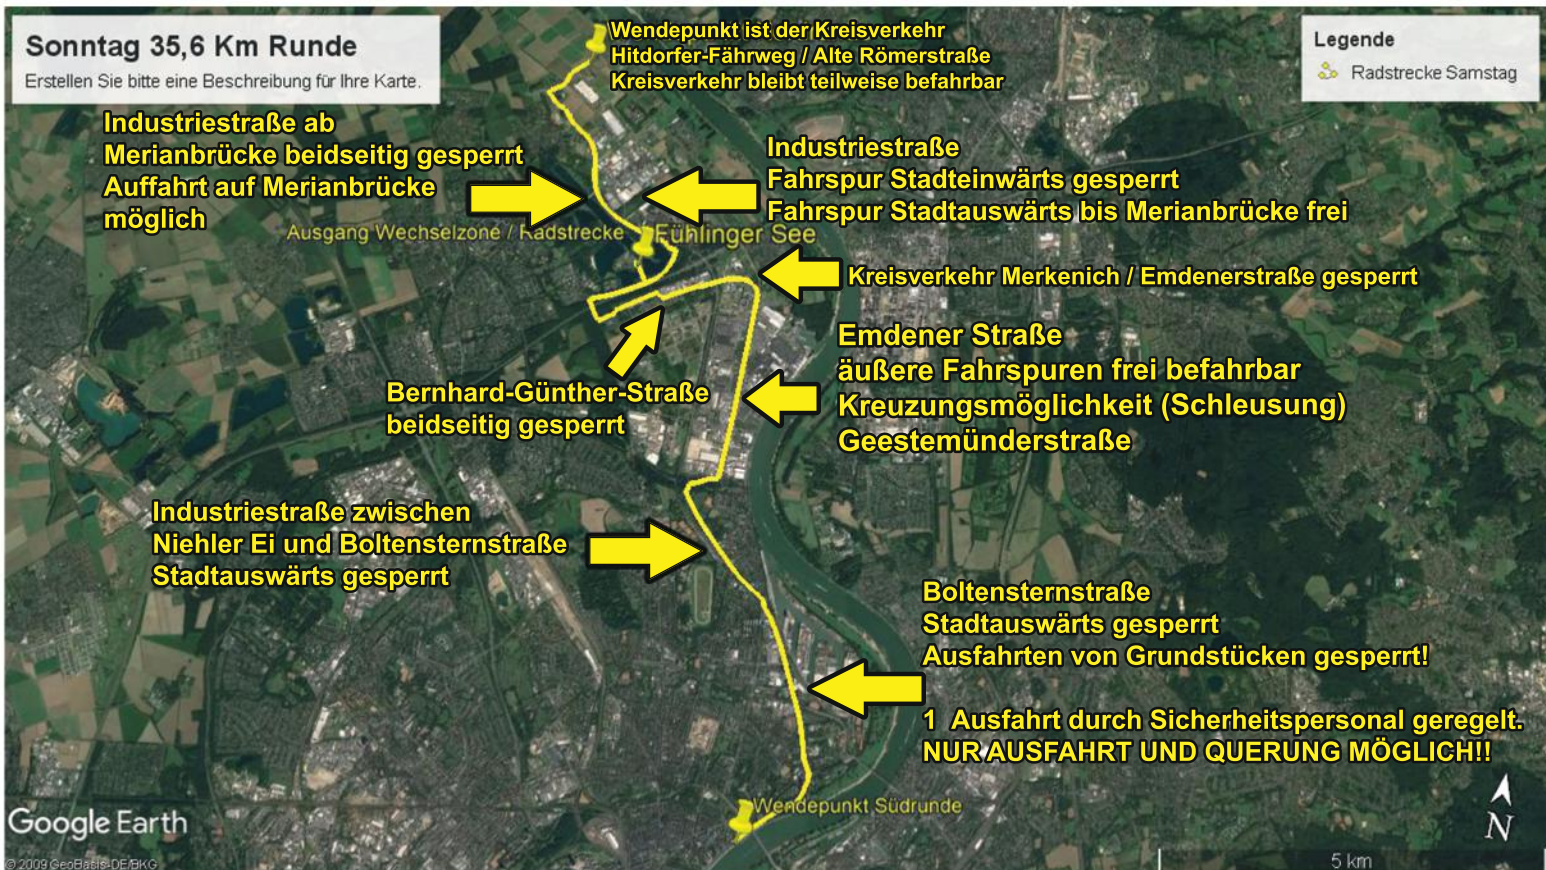 Sonntag 35,6 Km Runde
Erstellen Sie bitte eine Beschreibung für Ihre Karte.
Wendepunkt ist der Kreisverkehr
Hitdorfer-Fährweg / Alte Römerstraße
Kreisverkehr bleibt teilweise befahrbar
Legende
Radstrecke Samstag
Industriestraße ab
Merianbrücke beidseitig gesperrt
Auffahrt auf Merianbrücke
möglich
Industriestraße
Fahrspur Stadteinwärts gesperrt
Fahrspur Stadtauswärts bis Merianbrücke frei
Ausgang Wechselzone / Radstrecke
Fühlinger See
Kreisverkehr Merkenich / Emdenerstraße gesperrt
Emdener Straße
äußere Fahrspuren frei befahrbar
Kreuzungsmöglichkeit (Schleusung)
Geestemünderstraße
Bernhard-Günther-Straße
beidseitig gesperrt
Industriestraße zwischen
Niehler Ei und Boltensternstraße
Stadtauswärts gesperrt
Boltensternstraße
Stadtauswärts gesperrt
Ausfahrten von Grundstücken gesperrt!
1 Ausfahrt durch Sicherheitspersonal geregelt.
NUR AUSFAHRT UND QUERUNG MÖGLICH!!
Wendepunkt Südrunde
Google Earth
© 2009 GeoBasis-DE/BKG
N
5 km